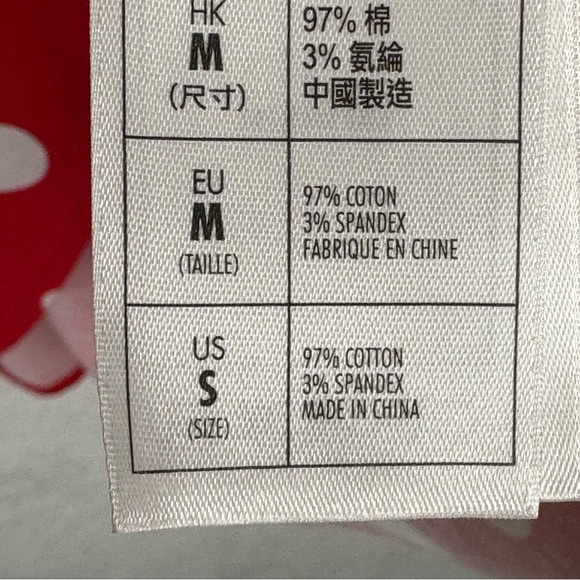 HK
M
(尺寸)
97% 棉
3% 氨綸
中國製造
EU
M
(TAILLE)
97% COTON
3% SPANDEX
FABRIQUE EN CHINE
US
S
(SIZE)
97% COTTON
3% SPANDEX
MADE IN CHINA